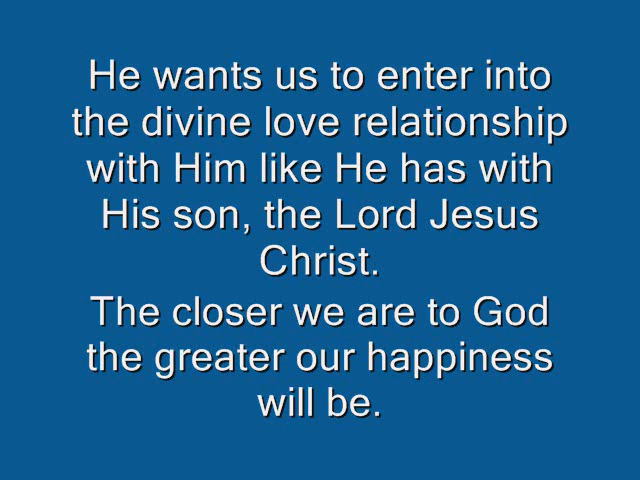 He wants us to enter into
the divine love relationship
with Him like He has with
His son, the Lord Jesus
Christ.
The closer we are to God
the greater our happiness
will be.